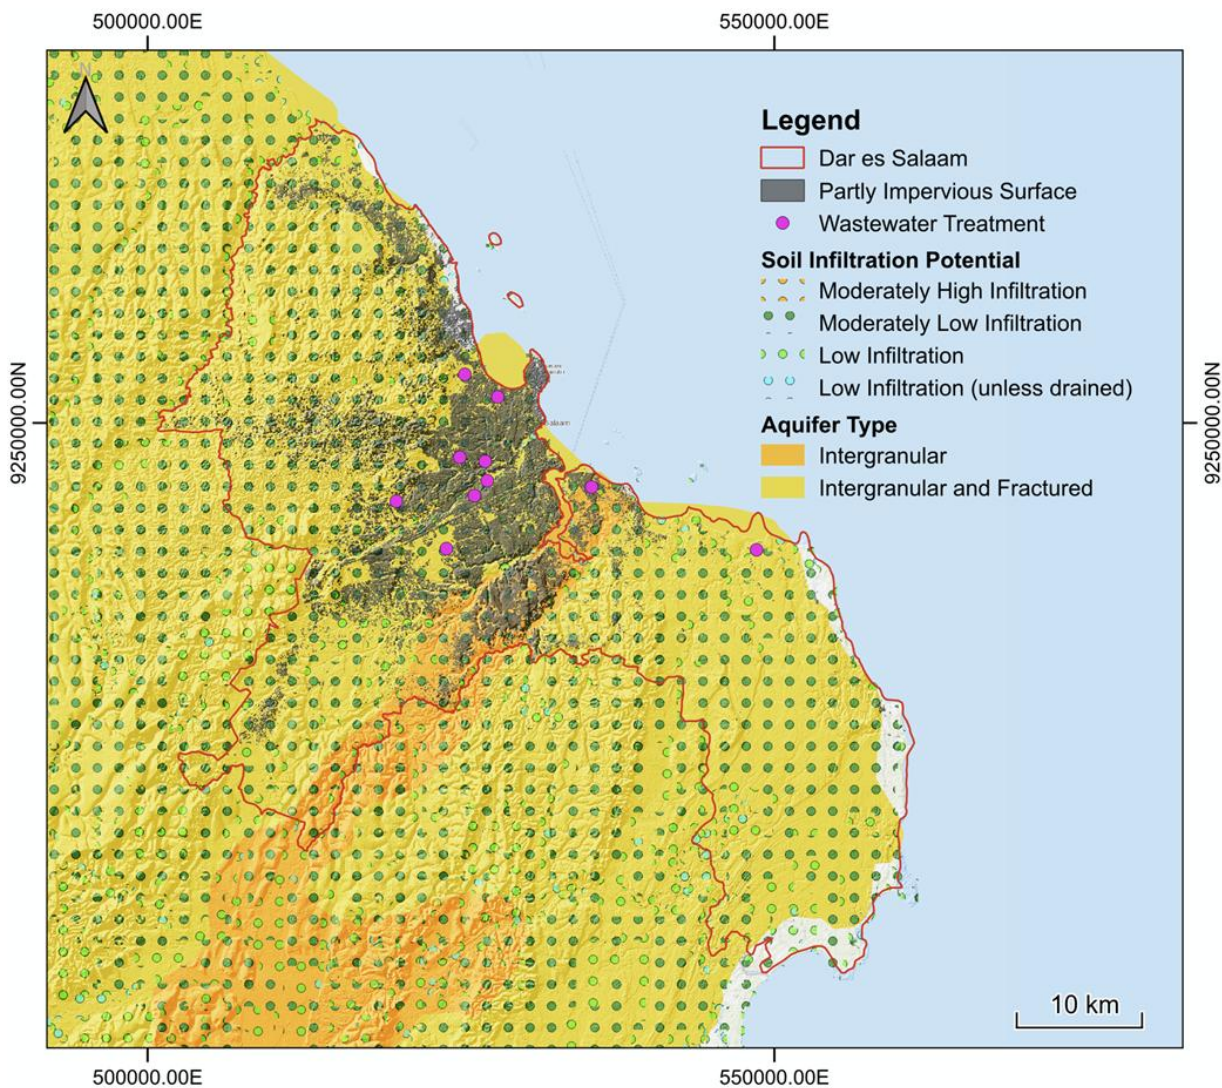 500000.00E
550000.00E
N
Legend
Dar es Salaam
Partly Impervious Surface
Wastewater Treatment
Soil Infiltration Potential
Moderately High Infiltration
Moderately Low Infiltration
Low Infiltration
Low Infiltration (unless drained)
Aquifer Type
Intergranular
Intergranular and Fractured
9250000.00N
9250000.00N
10 km
500000.00E
550000.00E